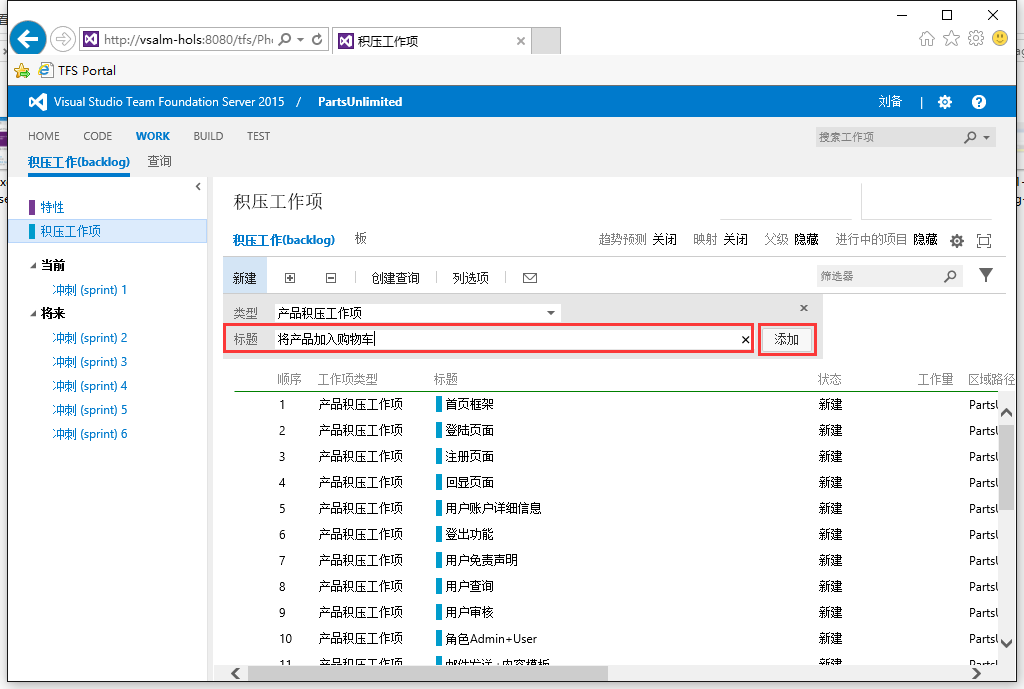 http://vsalm-hols:8080/tfs/Ph
积压工作项
TFS Portal
Visual Studio Team Foundation Server 2015 / PartsUnlimited
刘备 |
HOME CODE WORK BUILD TEST
搜索工作项
积压工作(backlog) 查询
积压工作项
特性
积压工作项
当前
冲刺 (sprint) 1
将来
冲刺 (sprint) 2
冲刺 (sprint) 3
冲刺 (sprint) 4
冲刺 (sprint) 5
冲刺 (sprint) 6
积压工作(backlog) 板
趋势预测 关闭 映射 关闭 父级 隐藏 进行中的项目 隐藏
新建 创建查询 列选项
筛选器
类型 产品积压工作项
标题 将产品加入购物车 添加
顺序 工作项类型 标题 状态 工作量 区域路径
1 产品积压工作项 首页框架 新建 PartsU
2 产品积压工作项 登陆页面 新建 PartsU
3 产品积压工作项 注册页面 新建 PartsU
4 产品积压工作项 回显页面 新建 PartsU
5 产品积压工作项 用户账户详细信息 新建 PartsU
6 产品积压工作项 登出功能 新建 PartsU
7 产品积压工作项 用户免责声明 新建 PartsU
8 产品积压工作项 用户查询 新建 PartsU
9 产品积压工作项 用户审核 新建 PartsU
10 产品积压工作项 角色Admin+User 新建 PartsU
11 产品积压工作项 邮件发送+内容模板 新建 PartsU